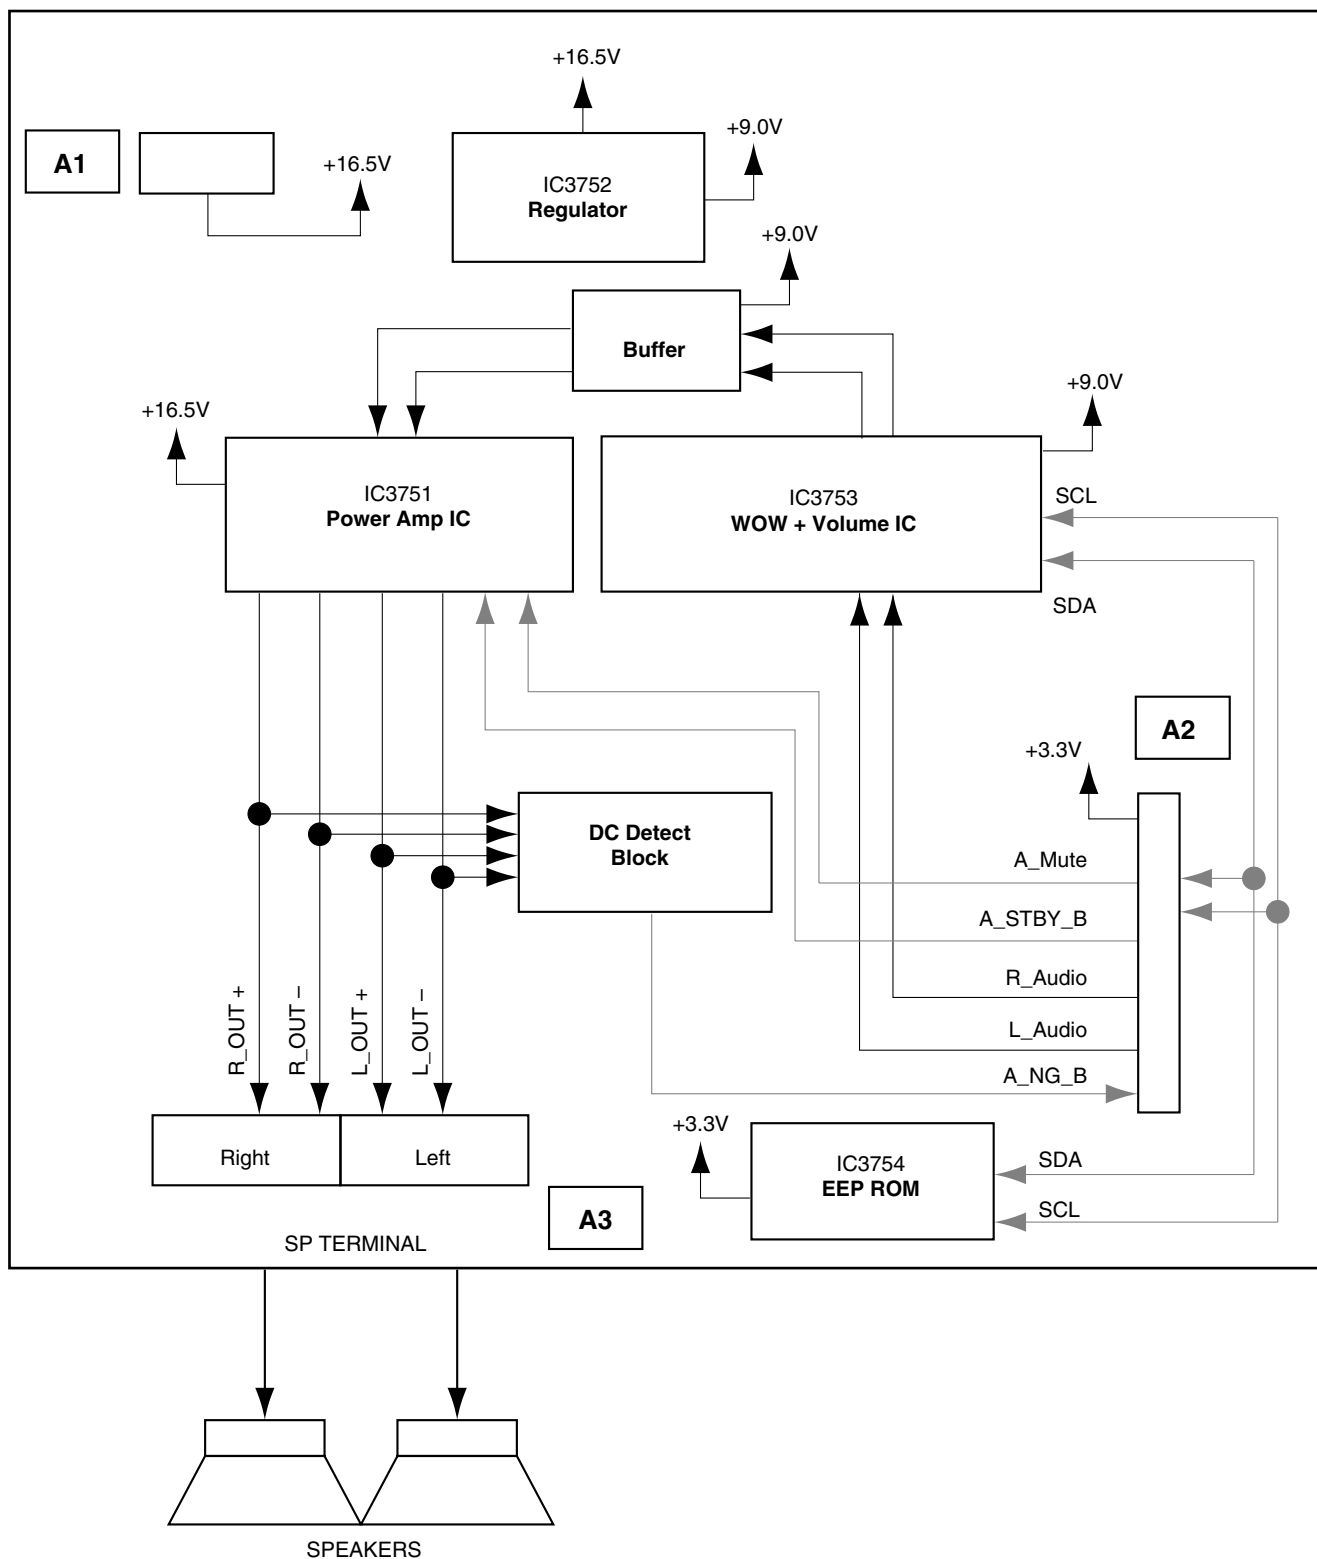 +16.5V
+9.0V
A1
+16.5V
IC3752
Regulator
+9.0V
Buffer
+9.0V
+16.5V
IC3751
Power Amp IC
IC3753
WOW + Volume IC
SCL
SDA
A2
+3.3V
DC Detect
Block
A_Mute
A_STBY_B
R_Audio
L_Audio
A_NG_B
R_OUT +
R_OUT –
L_OUT +
L_OUT –
+3.3V
Right
Left
IC3754
EEP ROM
SDA
SCL
A3
SP TERMINAL
SPEAKERS